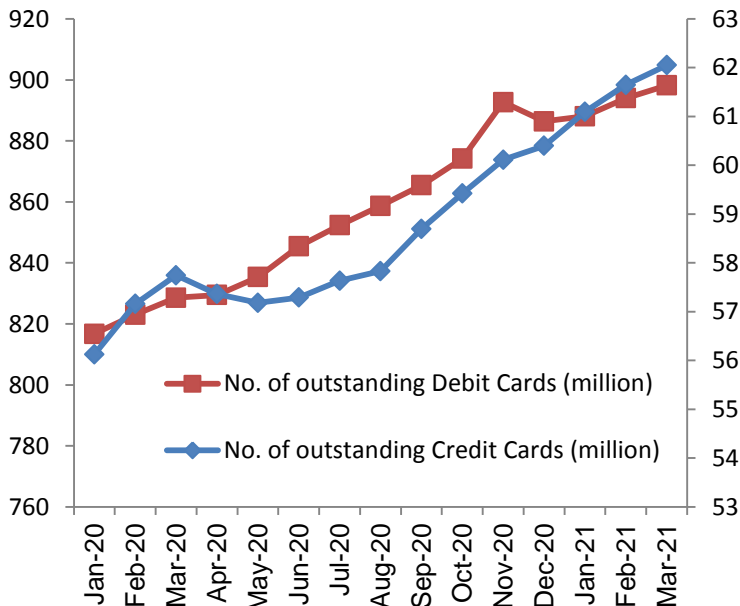 920
900
880
860
840
820
800
780
760
63
62
61
60
59
58
57
56
55
54
53
No. of outstanding Debit Cards (million)
No. of outstanding Credit Cards (million)
Jan-20
Feb-20
Mar-20
Apr-20
May-20
Jun-20
Jul-20
Aug-20
Sep-20
Oct-20
Nov-20
Dec-20
Jan-21
Feb-21
Mar-21